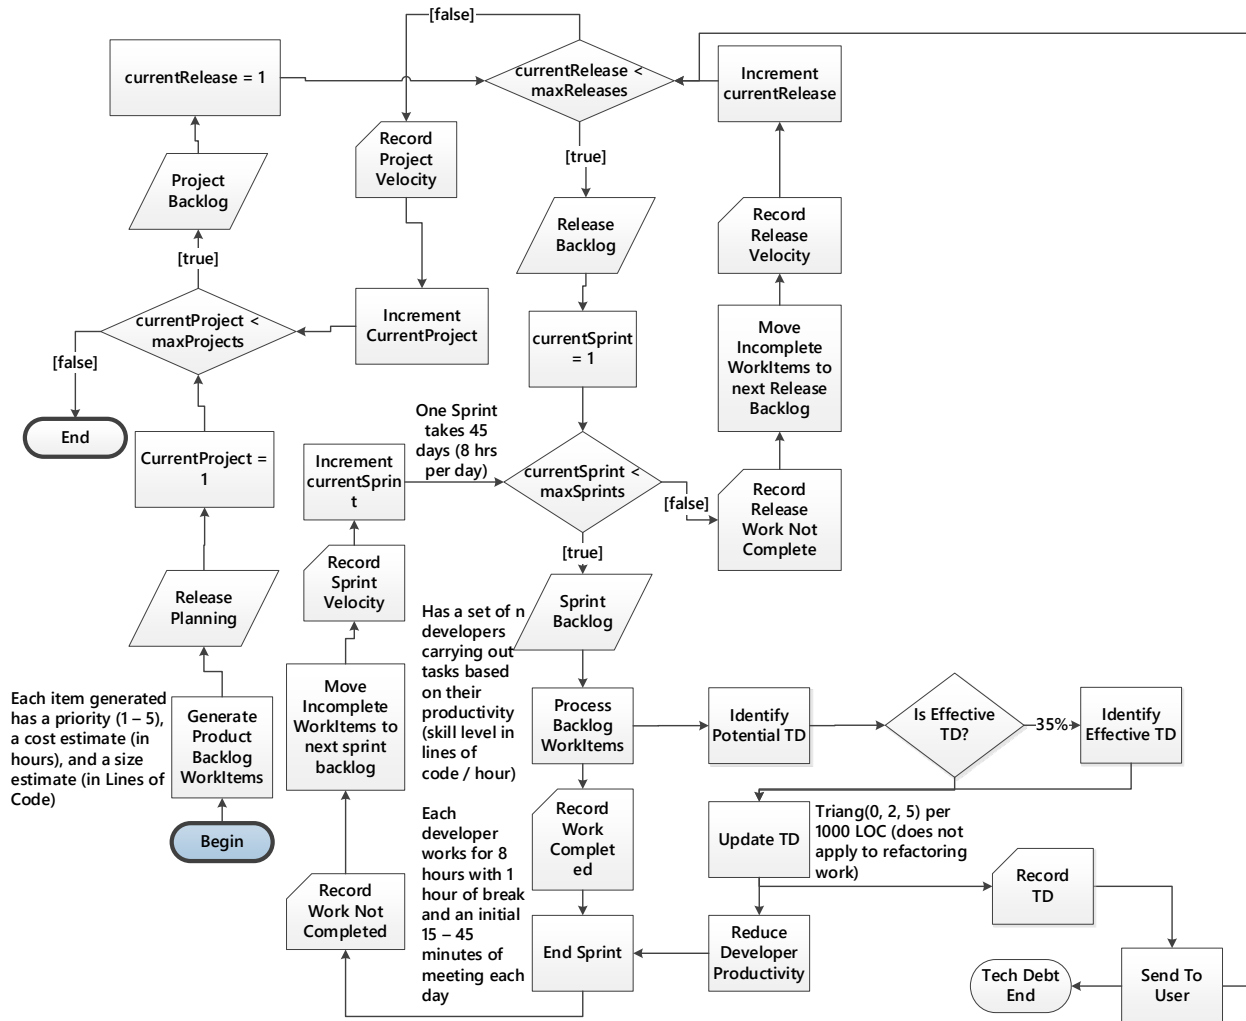 [false]
currentRelease = 1
currentRelease <
maxReleases
Increment
currentRelease
Record
Project
Velocity
[true]
Project
Backlog
Release
Backlog
Record
Release
Velocity
[true]
currentProject <
maxProjects
Increment
CurrentProject
currentSprint
= 1
Move
Incomplete
WorkItems to
next Release
Backlog
[false]
End
One Sprint
takes 45
days (8 hrs
per day)
CurrentProject =
1
Increment
currentSprin
t
currentSprint <
maxSprints
[false]
Record
Release
Work Not
Complete
[true]
Release
Planning
Record
Sprint
Velocity
Has a set of n
developers
carrying out
tasks based
on their
productivity
(skill level in
lines of
code / hour)
Sprint
Backlog
Each item generated
has a priority (1 – 5),
a cost estimate (in
hours), and a size
estimate (in Lines of
Code)
Generate
Product
Backlog
WorkItems
Move
Incomplete
WorkItems to
next sprint
backlog
Process
Backlog
WorkItems
Identify
Potential TD
Is Effective
TD?
35%
Identify
Effective TD
Begin
Each
developer
works for 8
hours with 1
hour of break
and an initial
15 – 45
minutes of
meeting each
day
Record
Work
Complet
ed
Update TD
Triang(0, 2, 5) per
1000 LOC (does not
apply to refactoring
work)
Record
Work Not
Completed
Record
TD
End Sprint
Reduce
Developer
Productivity
Tech Debt
End
Send To
User